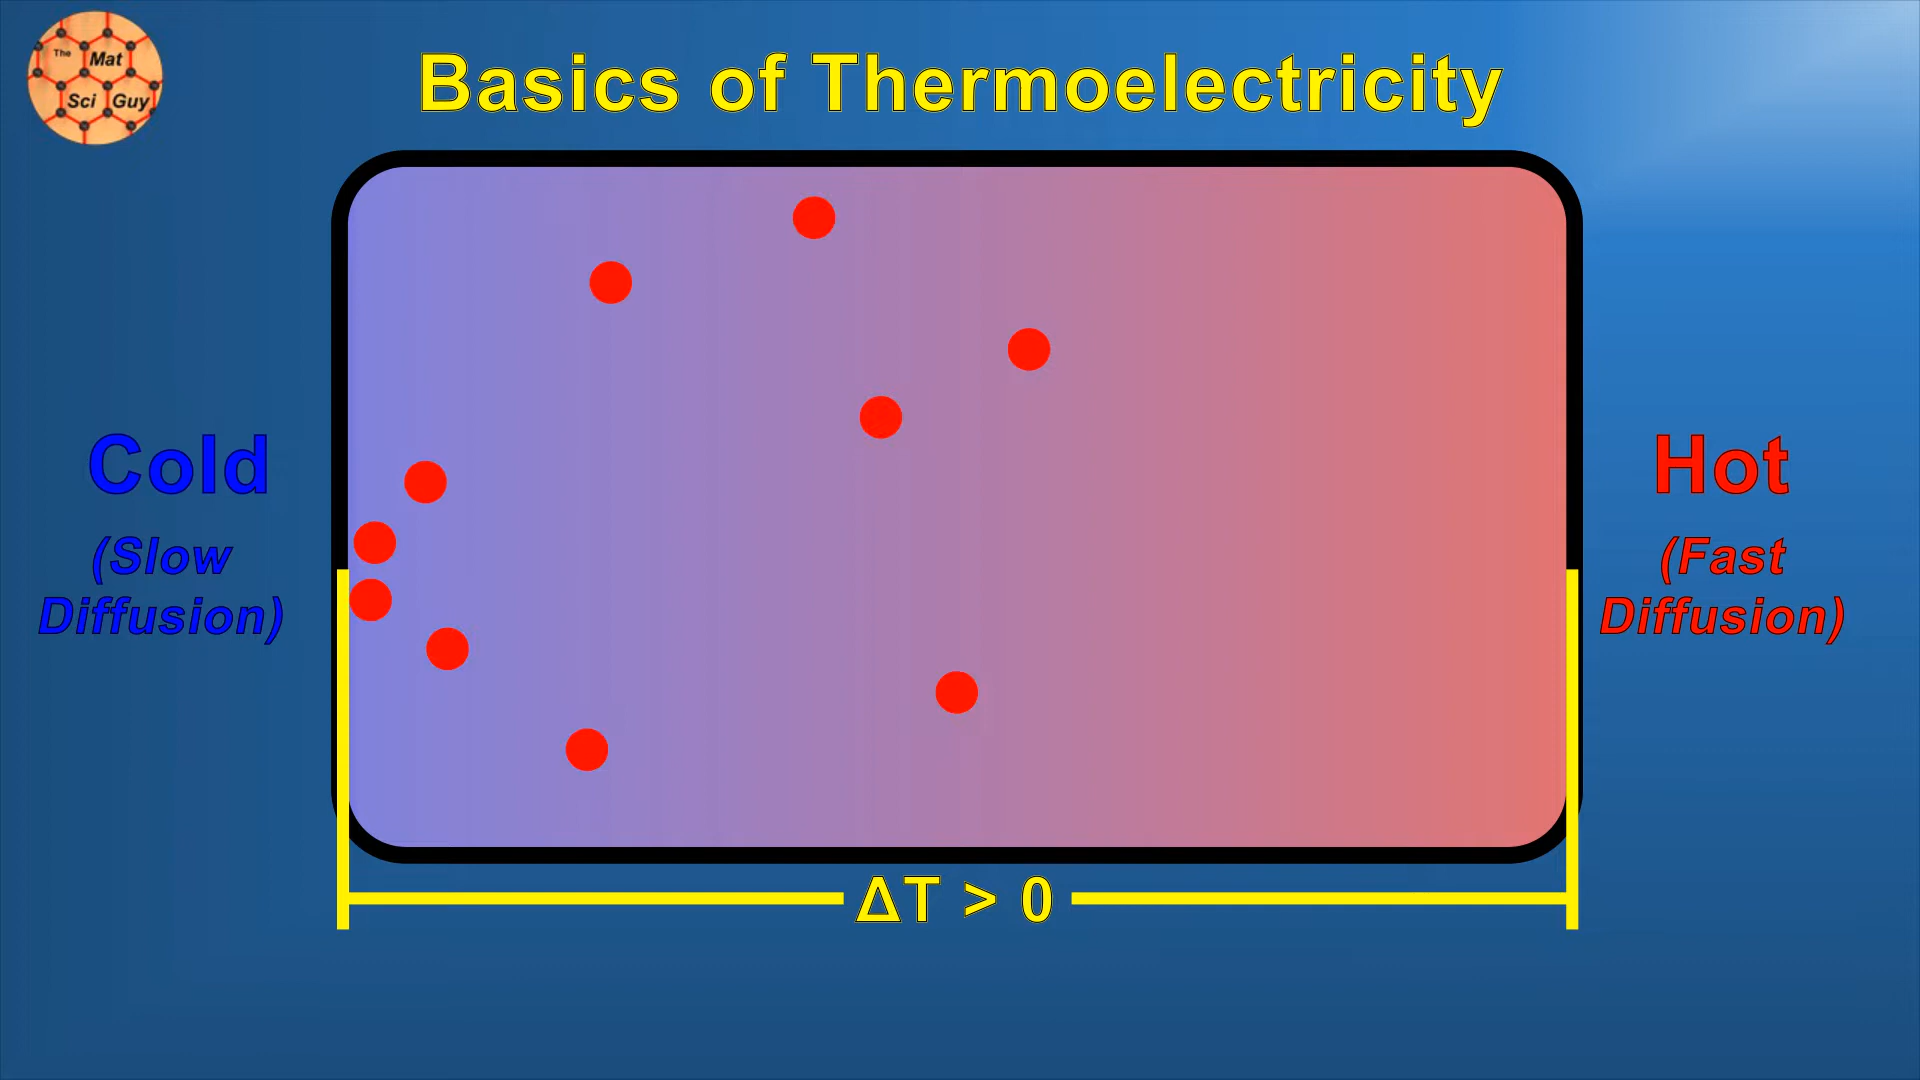 The
Mat
Sci Guy
Basics of Thermoelectricity
Cold
(Slow
Diffusion)
Hot
(Fast
Diffusion)
ΔT > 0